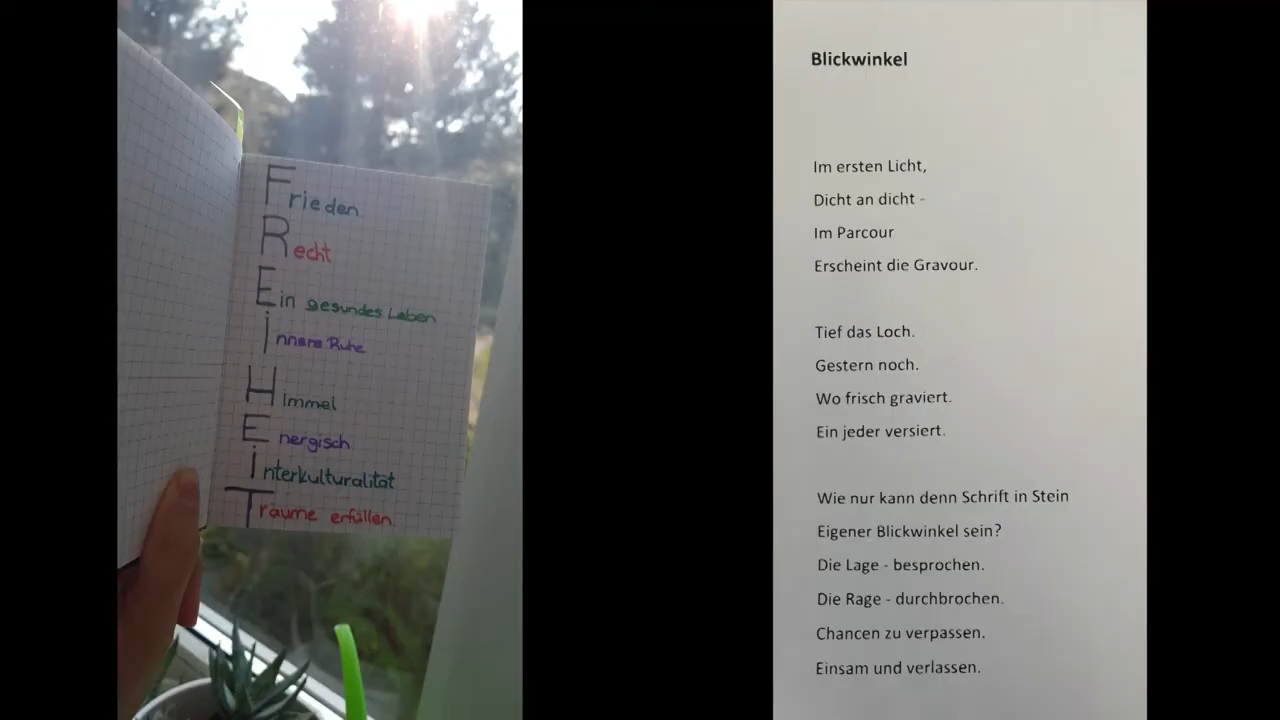 Frieden
Recht
Ein gesundes Leben
innere Ruhe
Himmel
Energisch
interkulturalität
Träume erfüllen
Blickwinkel
Im ersten Licht,
Dicht an dicht -
Im Parcour
Erscheint die Gravour.
Tief das Loch.
Gestern noch.
Wo frisch graviert.
Ein jeder versiert.
Wie nur kann denn Schrift in Stein
Eigener Blickwinkel sein?
Die Lage - besprochen.
Die Rage - durchbrochen.
Chancen zu verpassen.
Einsam und verlassen.